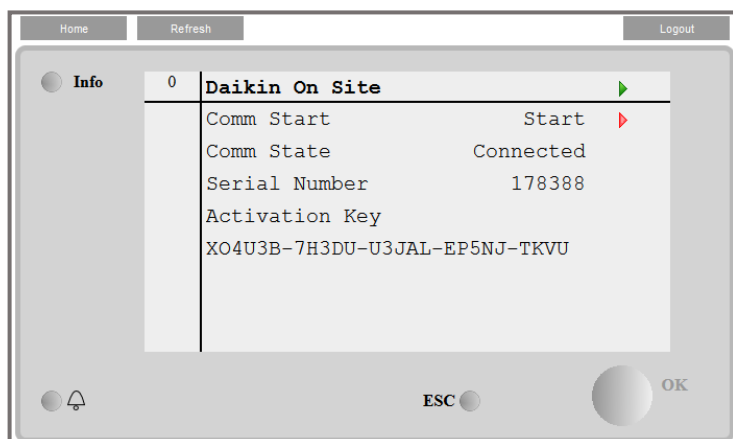 Home Refresh Logout
Info 0 Daikin On Site
Comm Start Start
Comm State Connected
Serial Number 178388
Activation Key
XO4U3B-7H3DU-U3JAL-EP5NJ-TKVU
ESC OK